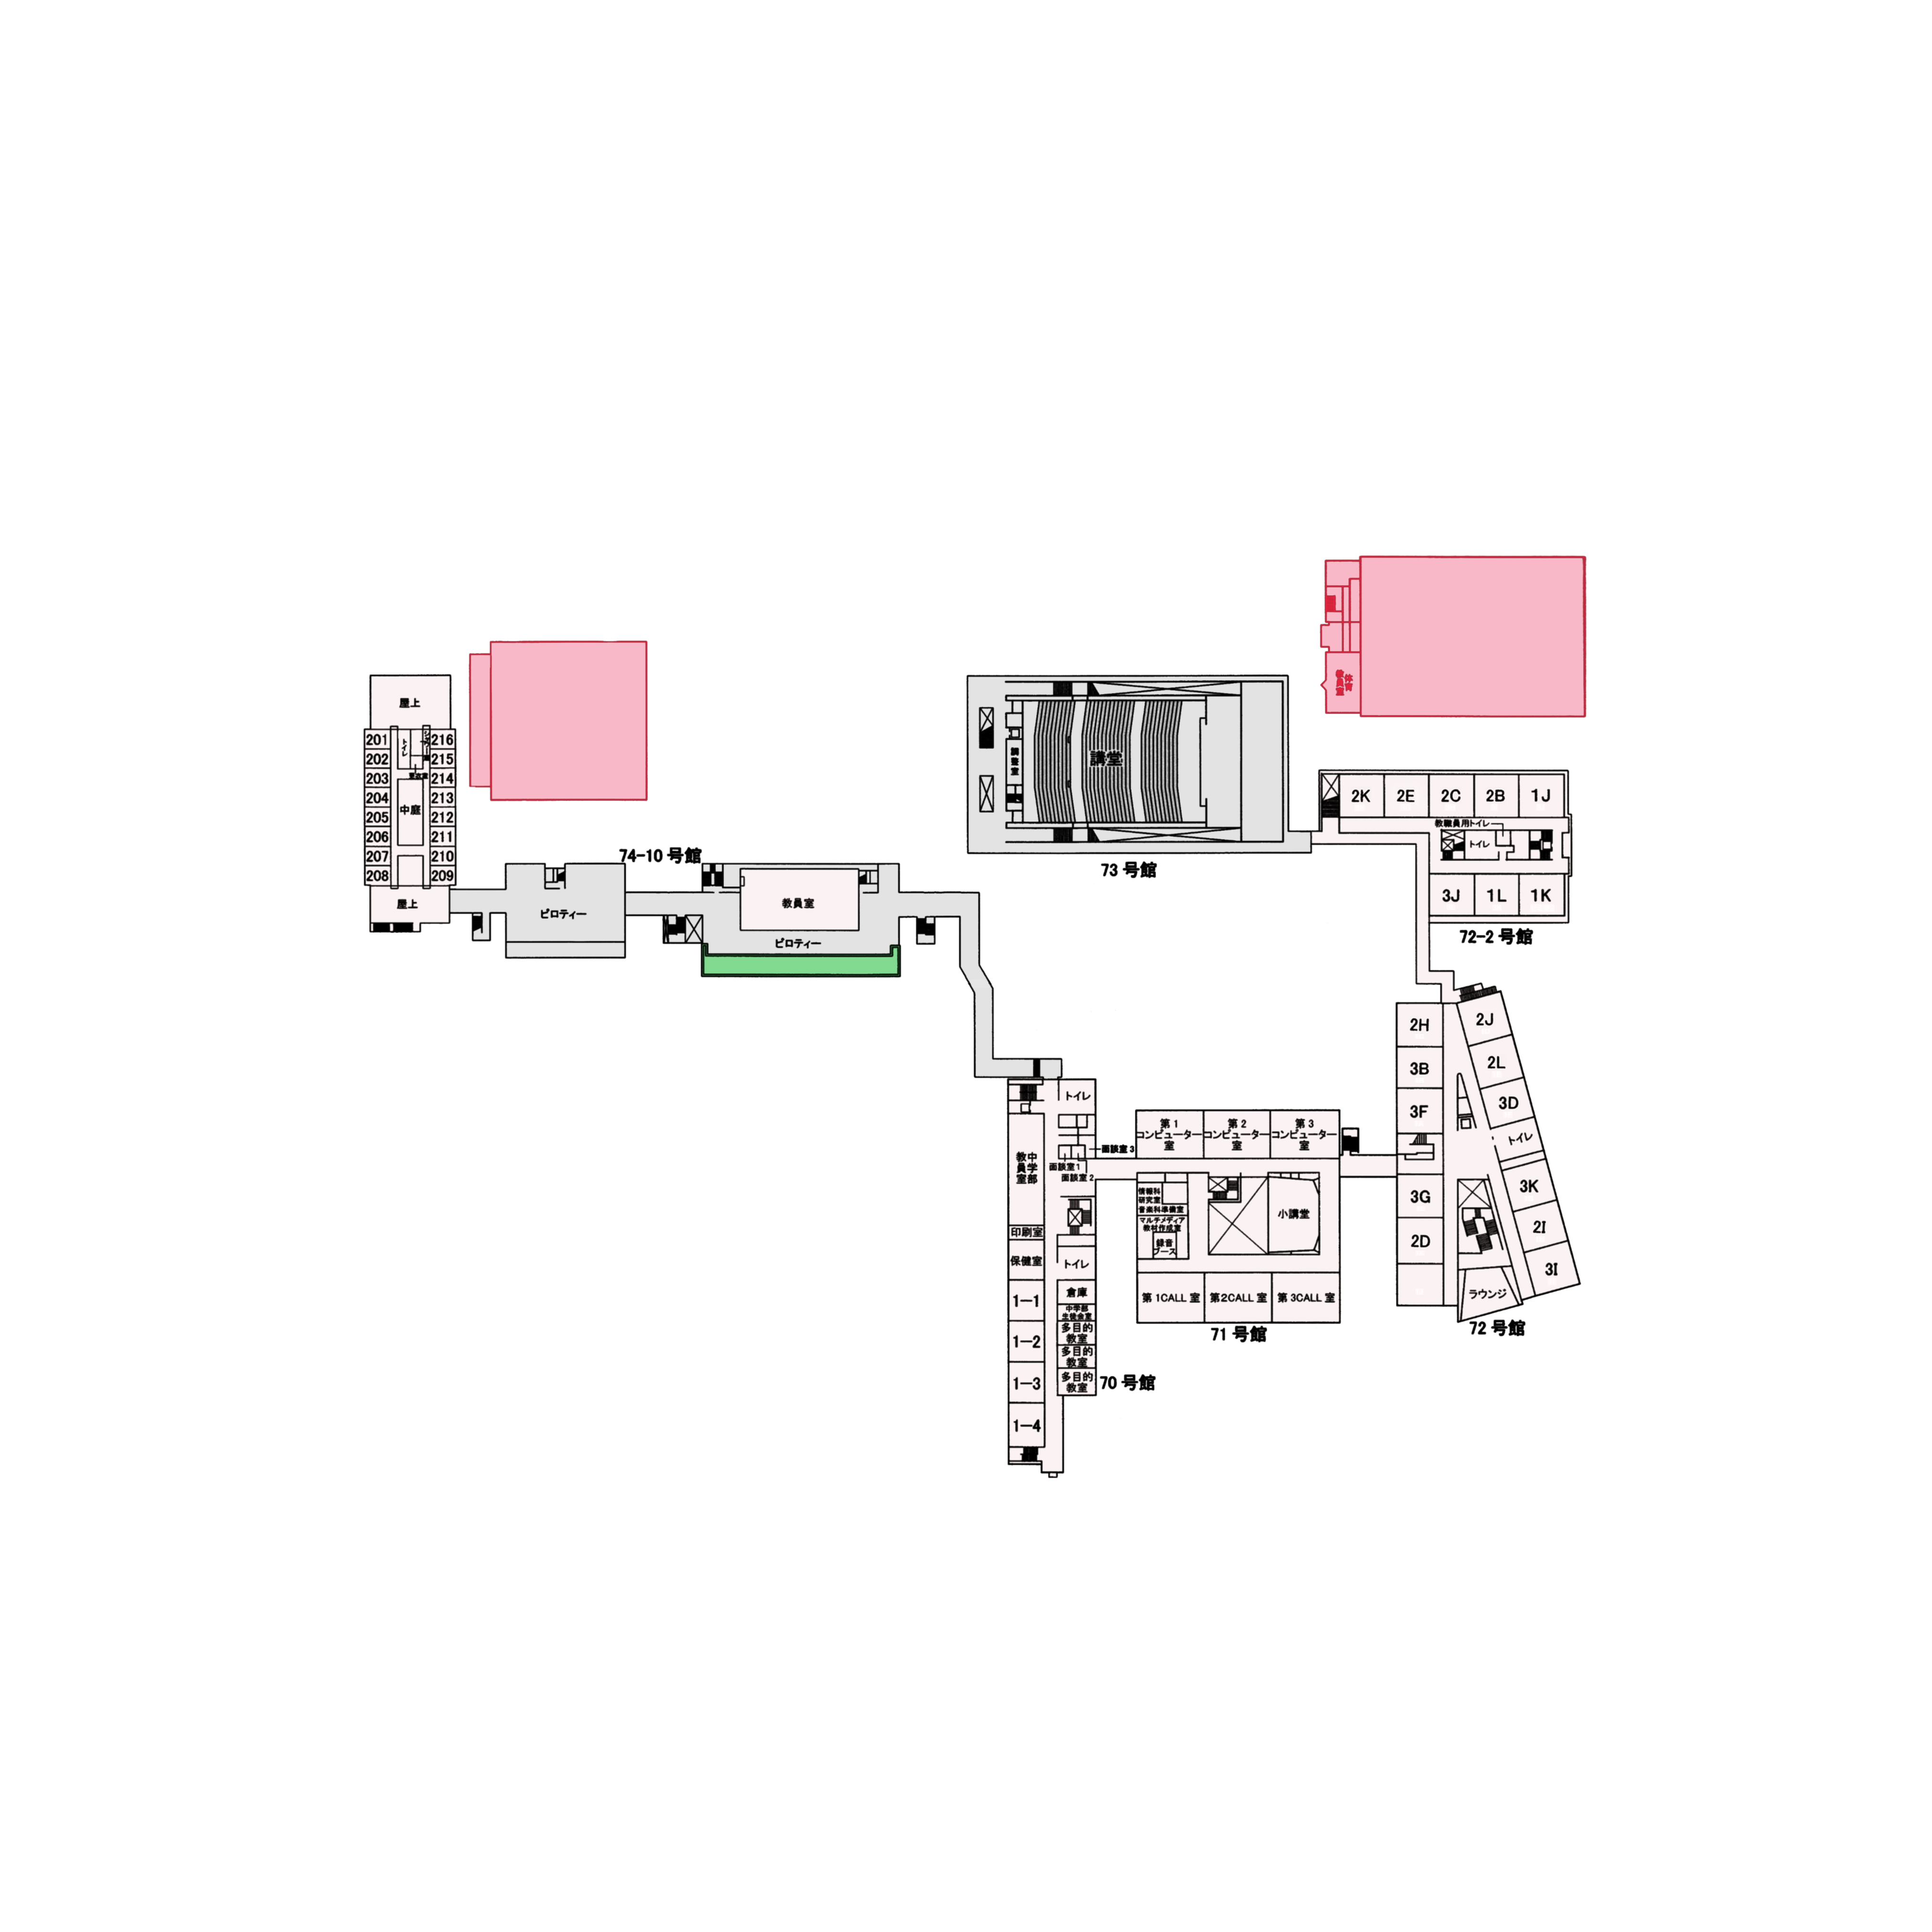 屋上
201
202
203
204
205
206
207
208
トイレ
シャワー室
更衣室
中庭
216
215
214
213
212
211
210
209
屋上
ピロティー
74-10 号館
教員室
ピロティー
講堂
調整室
73 号館
体育
教員室
2K
2E
2C
2B
1J
教職員用トイレ
トイレ
3J
1L
1K
72-2 号館
2H
3B
3F
3G
2D
2J
2L
3D
トイレ
3K
2I
3I
ラウンジ
72 号館
第 1
コンピューター
室
第 2
コンピューター
室
第 3
コンピューター
室
情報科
研究室
音楽科準備室
マルチメディア
教材作成室
録音
ブース
小講堂
第 1CALL 室
第2CALL 室
第 3CALL 室
71 号館
トイレ
面談室 3
面談室 1
面談室 2
中学部
教員室
印刷室
保健室
1-1
1-2
1-3
1-4
トイレ
倉庫
中学部
生徒会室
多目的
教室
多目的
教室
多目的
教室
70 号館